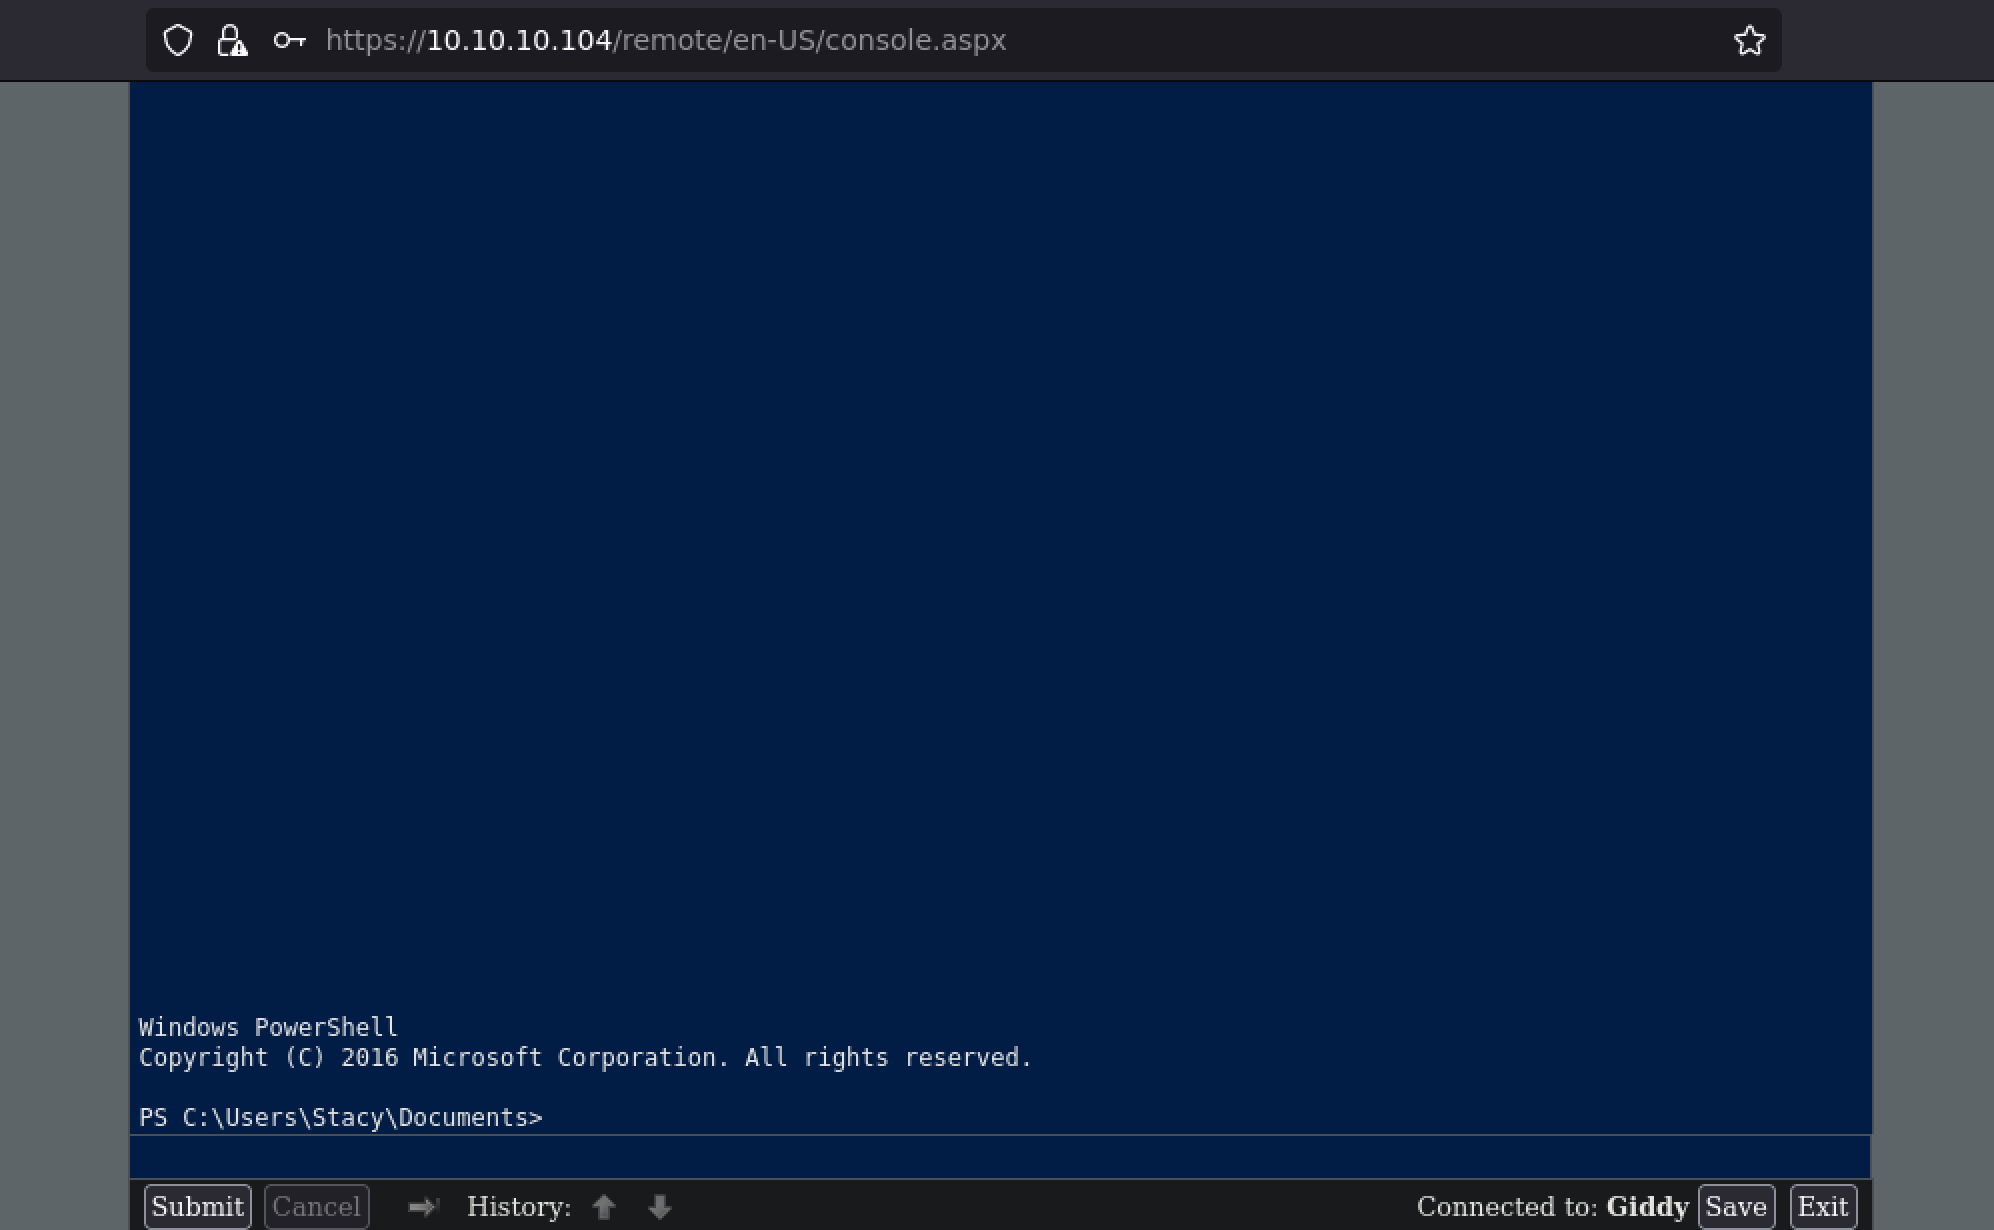 https://10.10.10.104/remote/en-US/console.aspx
Windows PowerShell
Copyright (C) 2016 Microsoft Corporation. All rights reserved.
PS C:\Users\Stacy\Documents>
Submit Cancel History: Connected to: Giddy Save Exit